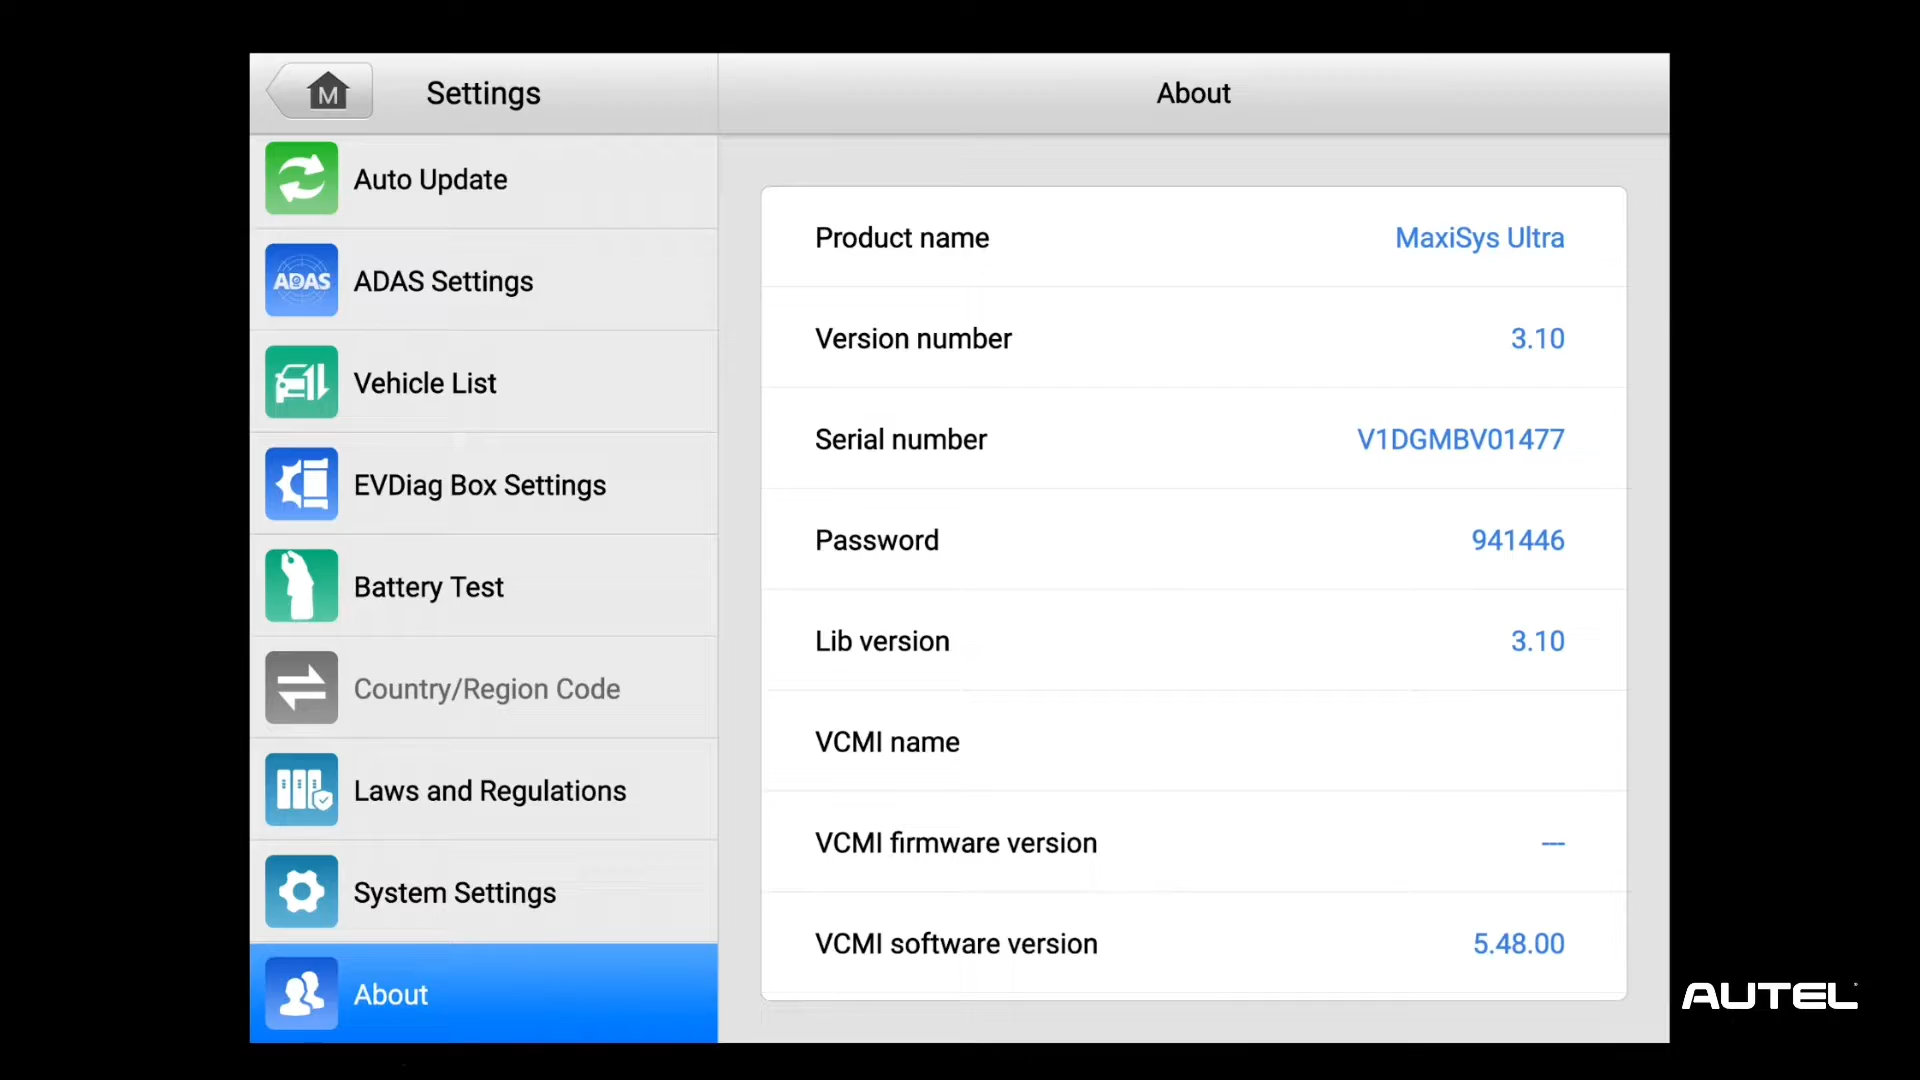 M
Settings
About
Auto Update
ADAS
ADAS Settings
Vehicle List
EVDiag Box Settings
Battery Test
Country/Region Code
Laws and Regulations
System Settings
About
Product name MaxiSys Ultra
Version number 3.10
Serial number V1DGMBV01477
Password 941446
Lib version 3.10
VCMI name
VCMI firmware version ---
VCMI software version 5.48.00
AUTEL